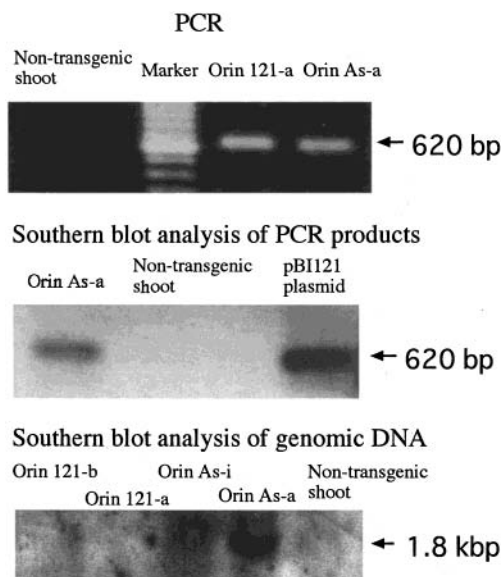 PCR
Non-transgenic shoot
Marker
Orin 121-a
Orin As-a
620 bp
Southern blot analysis of PCR products
Orin As-a
Non-transgenic shoot
pBI121 plasmid
620 bp
Southern blot analysis of genomic DNA
Orin 121-b
Orin 121-a
Orin As-i
Orin As-a
Non-transgenic shoot
1.8 kbp